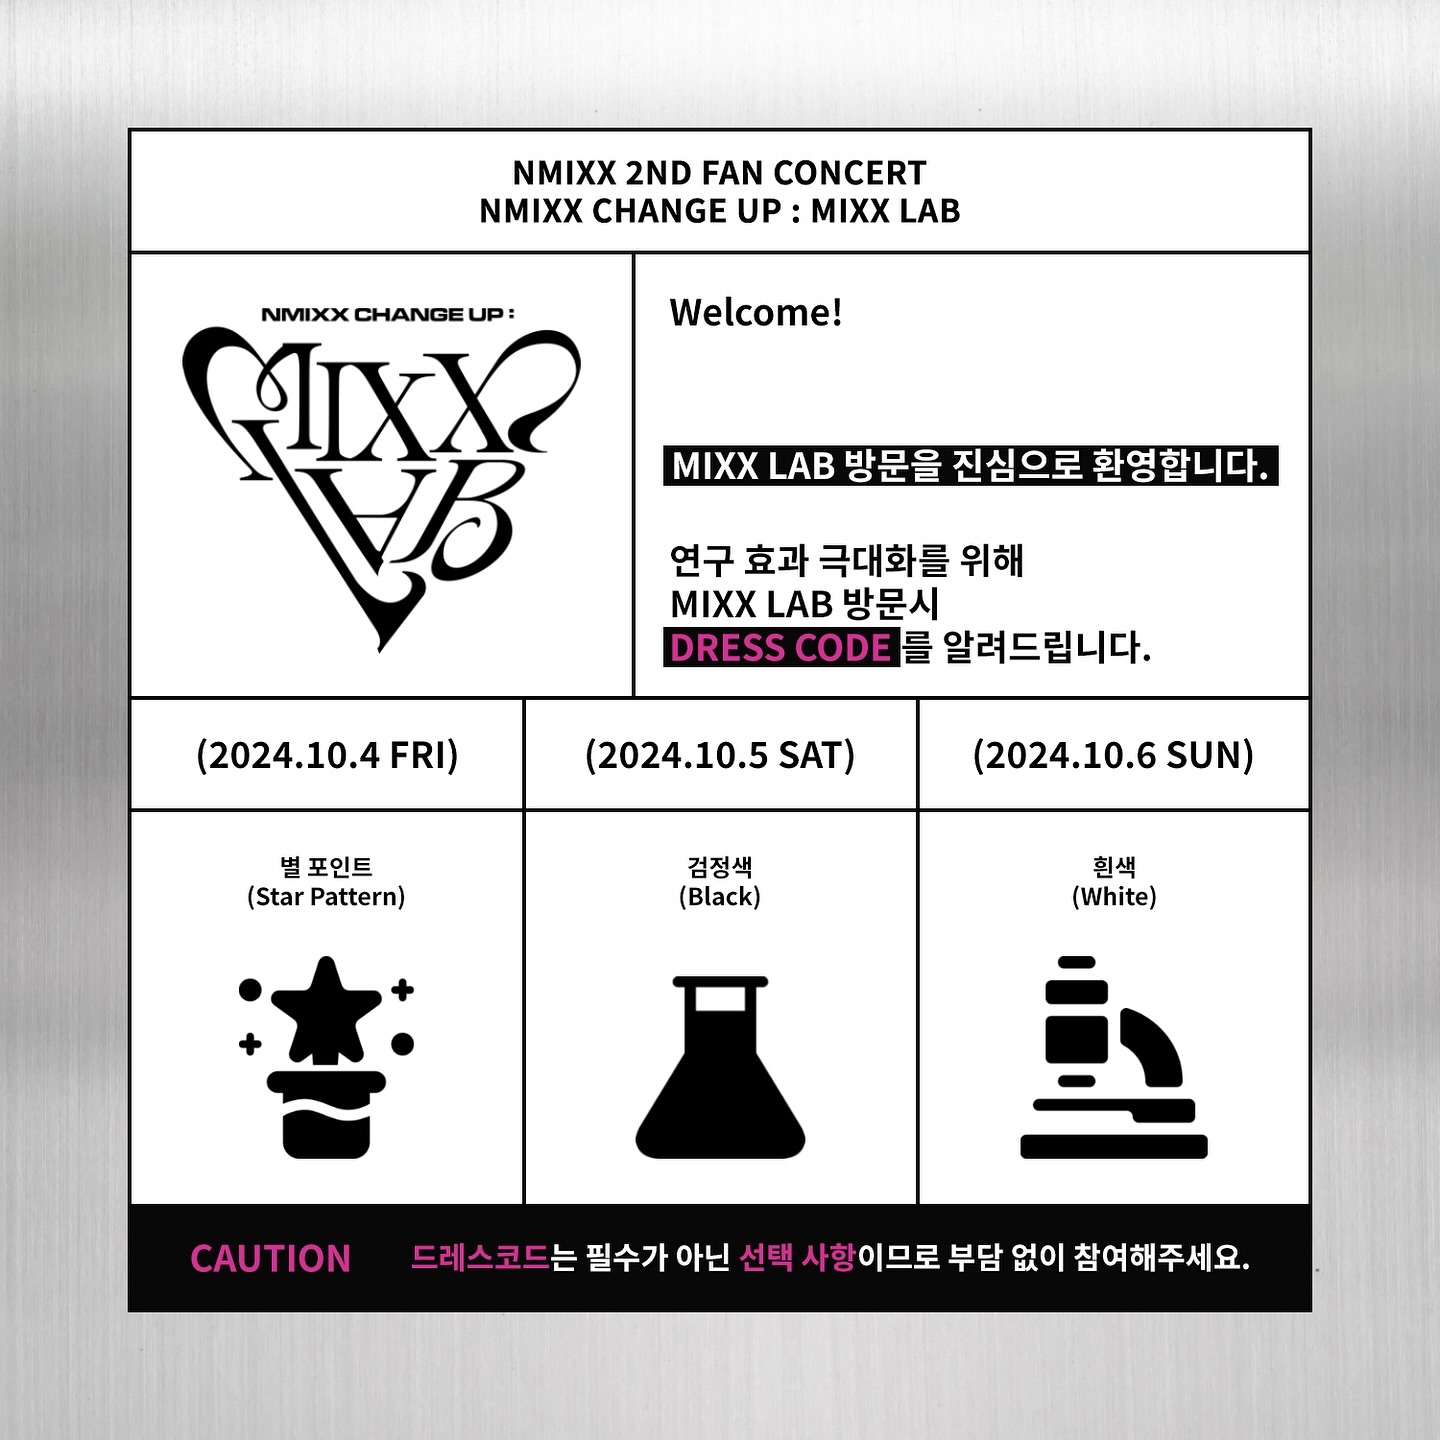 NMIXX 2ND FAN CONCERT
NMIXX CHANGE UP : MIXX LAB
NMIXX CHANGE UP :
MIXX
LAB
Welcome!
MIXX LAB 방문을 진심으로 환영합니다.
연구 효과 극대화를 위해
MIXX LAB 방문시
DRESS CODE를 알려드립니다.
(2024.10.4 FRI)
(2024.10.5 SAT)
(2024.10.6 SUN)
별 포인트
(Star Pattern)
검정색
(Black)
흰색
(White)
CAUTION
드레스코드는 필수가 아닌 선택 사항이므로 부담 없이 참여해주세요.